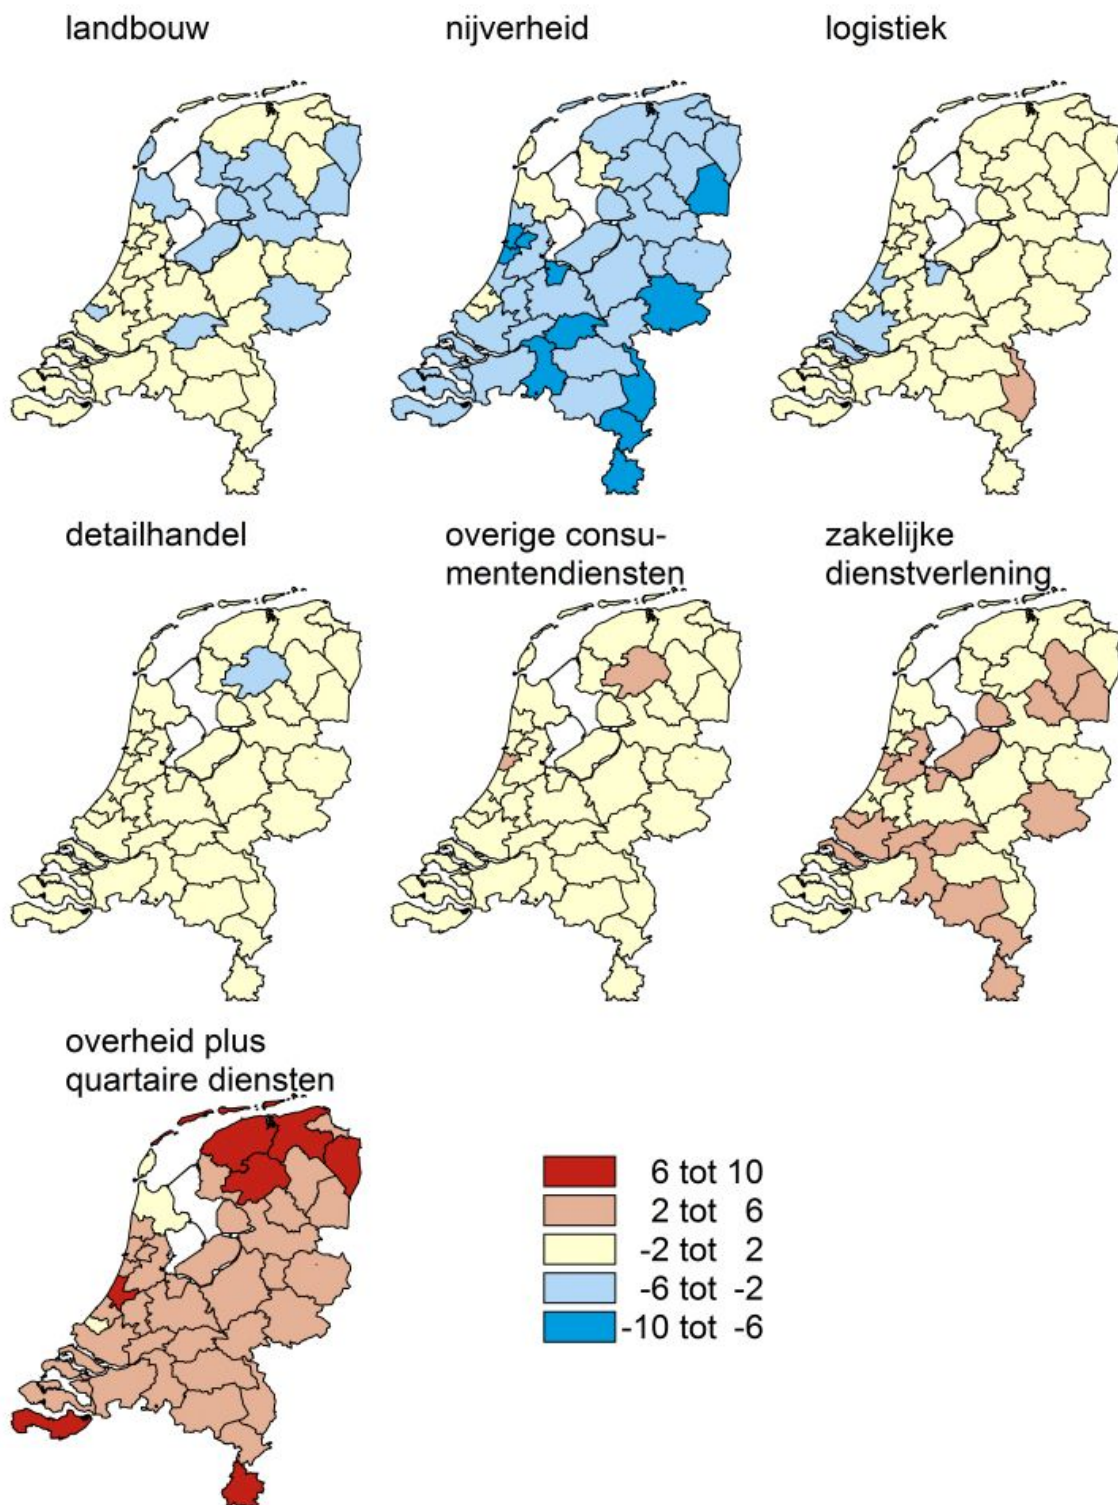 landbouw
nijverheid
logistiek
detailhandel
overige consu-
mentendiensten
zakelijke
dienstverlening
overheid plus
quartaire diensten
6 tot 10
2 tot 6
-2 tot 2
-6 tot -2
-10 tot -6